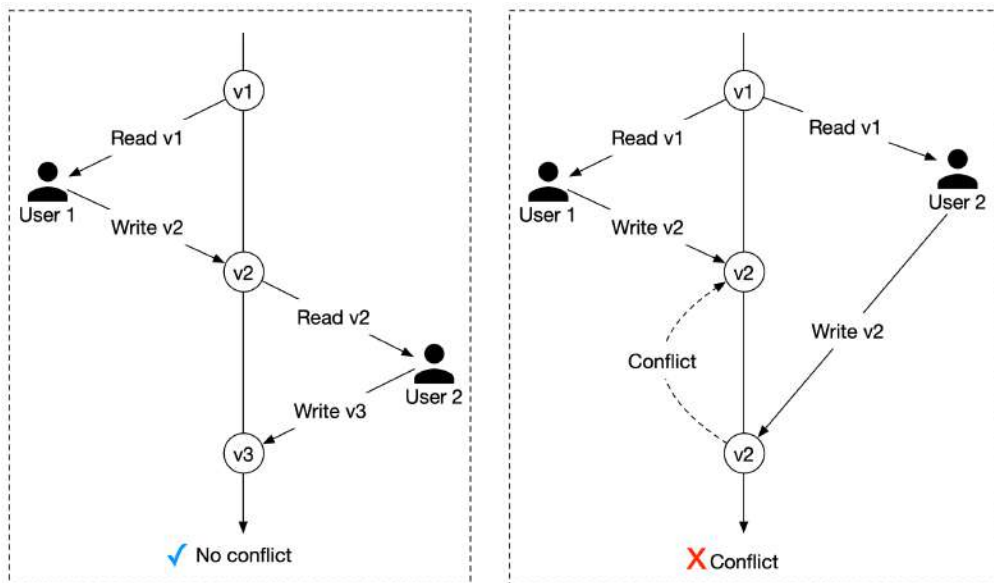 v1
Read v1
User 1
Write v2
v2
Read v2
User 2
Write v3
v3
✓ No conflict
v1
Read v1
Read v1
User 1
User 2
Write v2
v2
Write v2
Conflict
v2
X Conflict